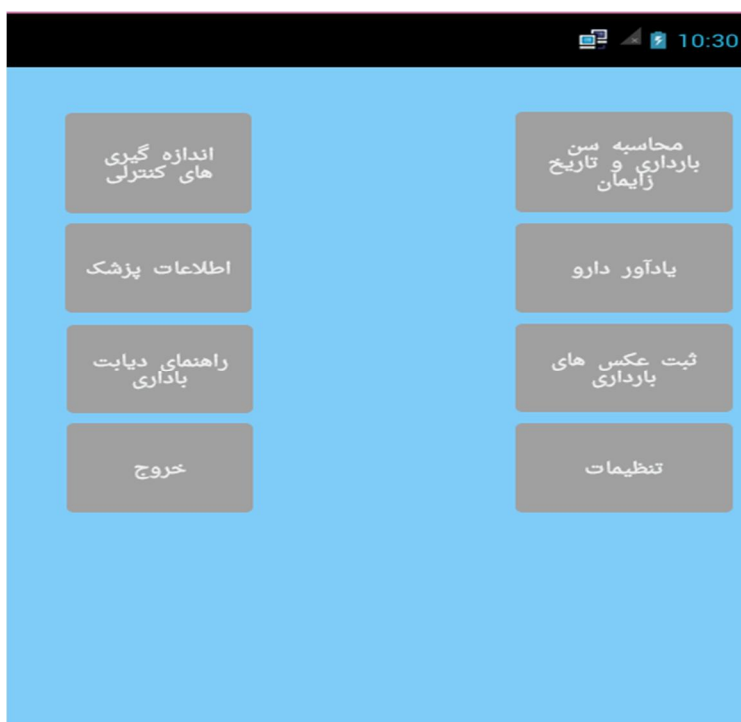 10:30
محاسبه سن
بارداری و تاریخ
زایمان
اندازه گیری
های کنترلی
یادآور دارو
اطلاعات پزشک
ثبت عکس های
بارداری
راهنمای دیابت
باداری
تنظیمات
خروج